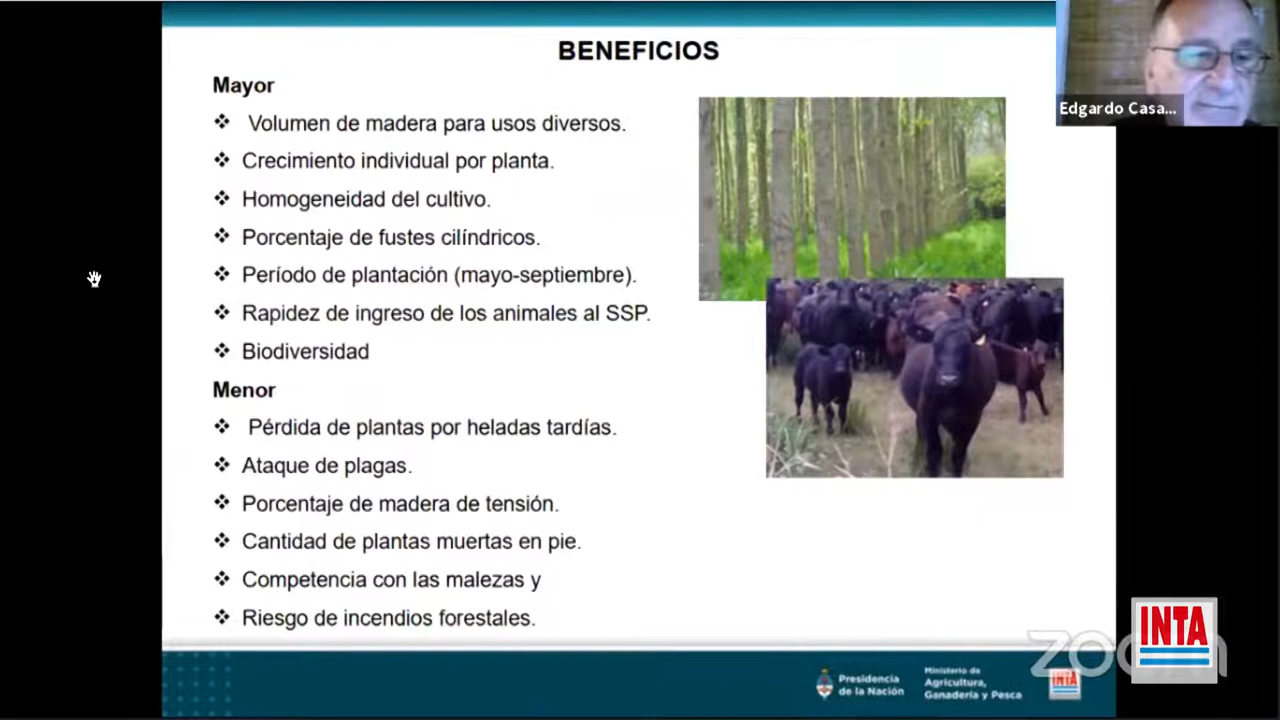 BENEFICIOS
Mayor
Volumen de madera para usos diversos.
Crecimiento individual por planta.
Homogeneidad del cultivo.
Porcentaje de fustes cilíndricos.
Período de plantación (mayo-septiembre).
Rapidez de ingreso de los animales al SSP.
Biodiversidad
Menor
Pérdida de plantas por heladas tardías.
Ataque de plagas.
Porcentaje de madera de tensión.
Cantidad de plantas muertas en pie.
Competencia con las malezas y
Riesgo de incendios forestales.
Edgardo Casa...
Presidencia
de la Nación
Ministerio de
Agricultura,
Ganadería y Pesca
INTA
zoom
INTA